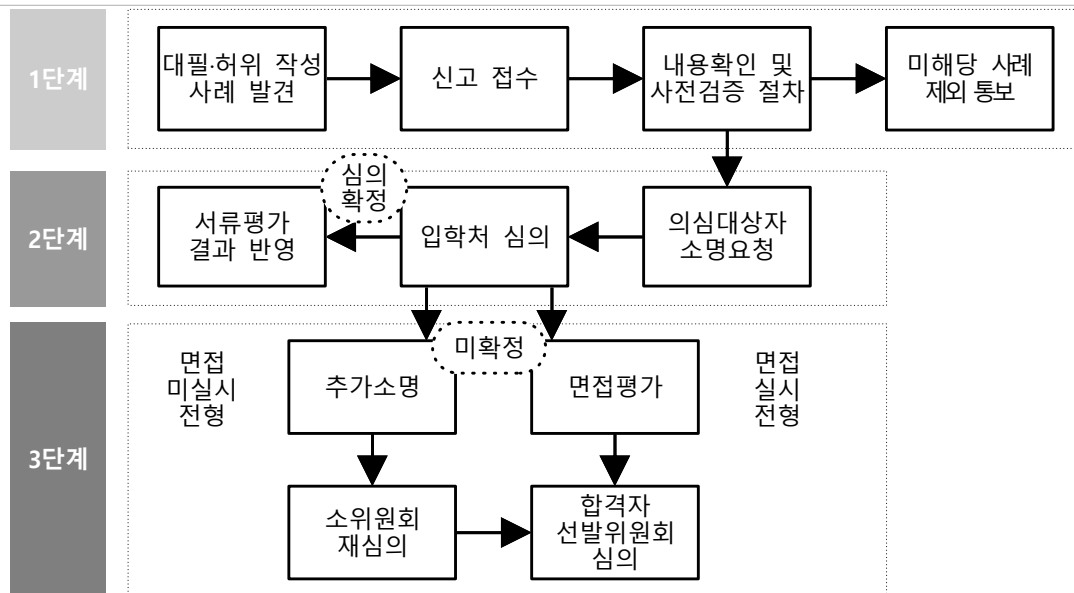 1단계
대필·허위 작성
사례 발견
신고 접수
내용확인 및
사전검증 절차
미해당 사례
제외 통보
2단계
서류평가
결과 반영
심의
확정
입학처 심의
의심대상자
소명요청
3단계
면접
미실시
전형
추가소명
미확정
면접평가
면접
실시
전형
소위원회
재심의
합격자
선발위원회
심의